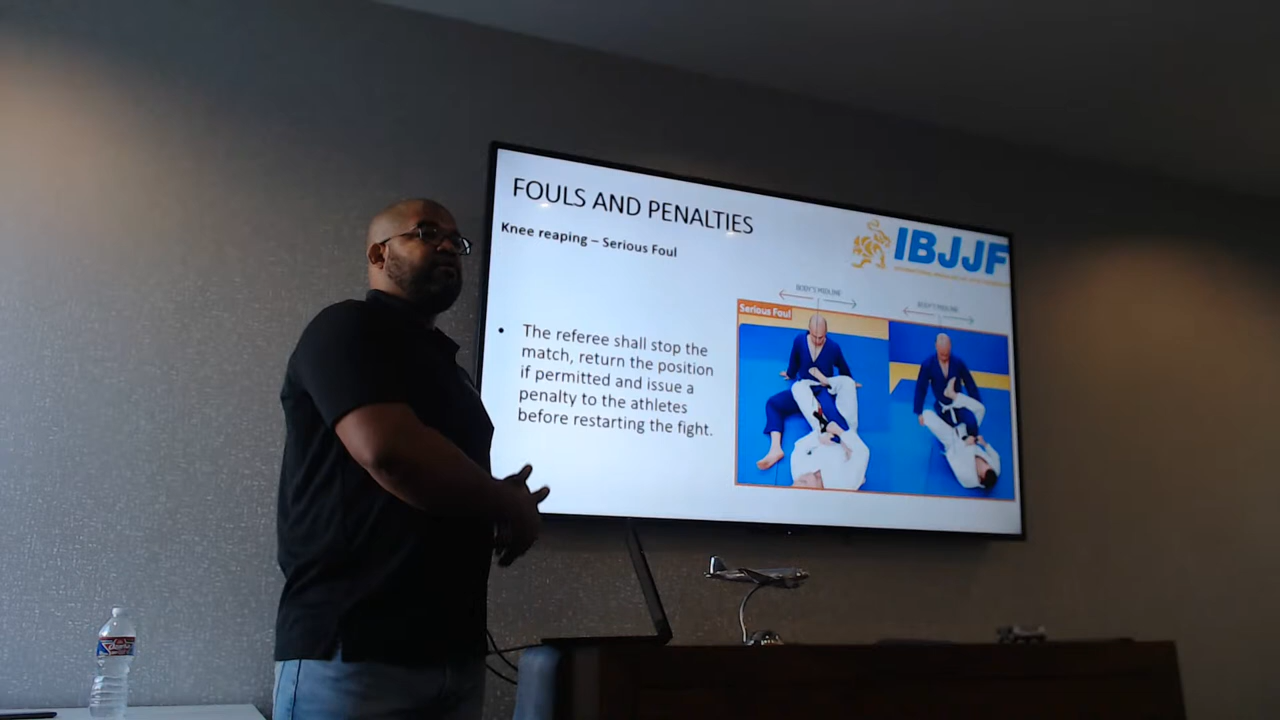 FOULS AND PENALTIES
Knee reaping – Serious Foul
IBJJF
BODY'S MIDLINE
BODY'S MIDLINE
Serious Foul
• The referee shall stop the
match, return the position
if permitted and issue a
penalty to the athletes
before restarting the fight.